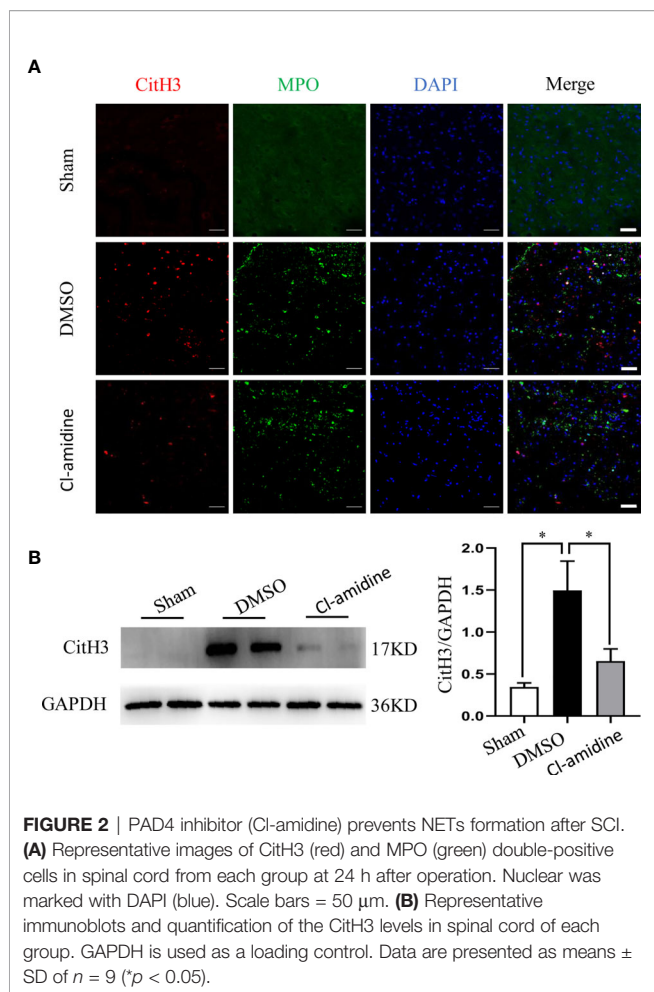 A
CitH3 MPO DAPI Merge
Sham
DMSO
Cl-amidine
B
Sham DMSO Cl-amidine
CitH3 17KD
GAPDH 36KD
CitH3/GAPDH
2.0
1.5
1.0
0.5
0.0
* *
Sham DMSO Cl-amidine
FIGURE 2 | PAD4 inhibitor (Cl-amidine) prevents NETs formation after SCI.
(A) Representative images of CitH3 (red) and MPO (green) double-positive
cells in spinal cord from each group at 24 h after operation. Nuclear was
marked with DAPI (blue). Scale bars = 50 μm. (B) Representative
immunoblots and quantification of the CitH3 levels in spinal cord of each
group. GAPDH is used as a loading control. Data are presented as means ±
SD of n = 9 (*p < 0.05).